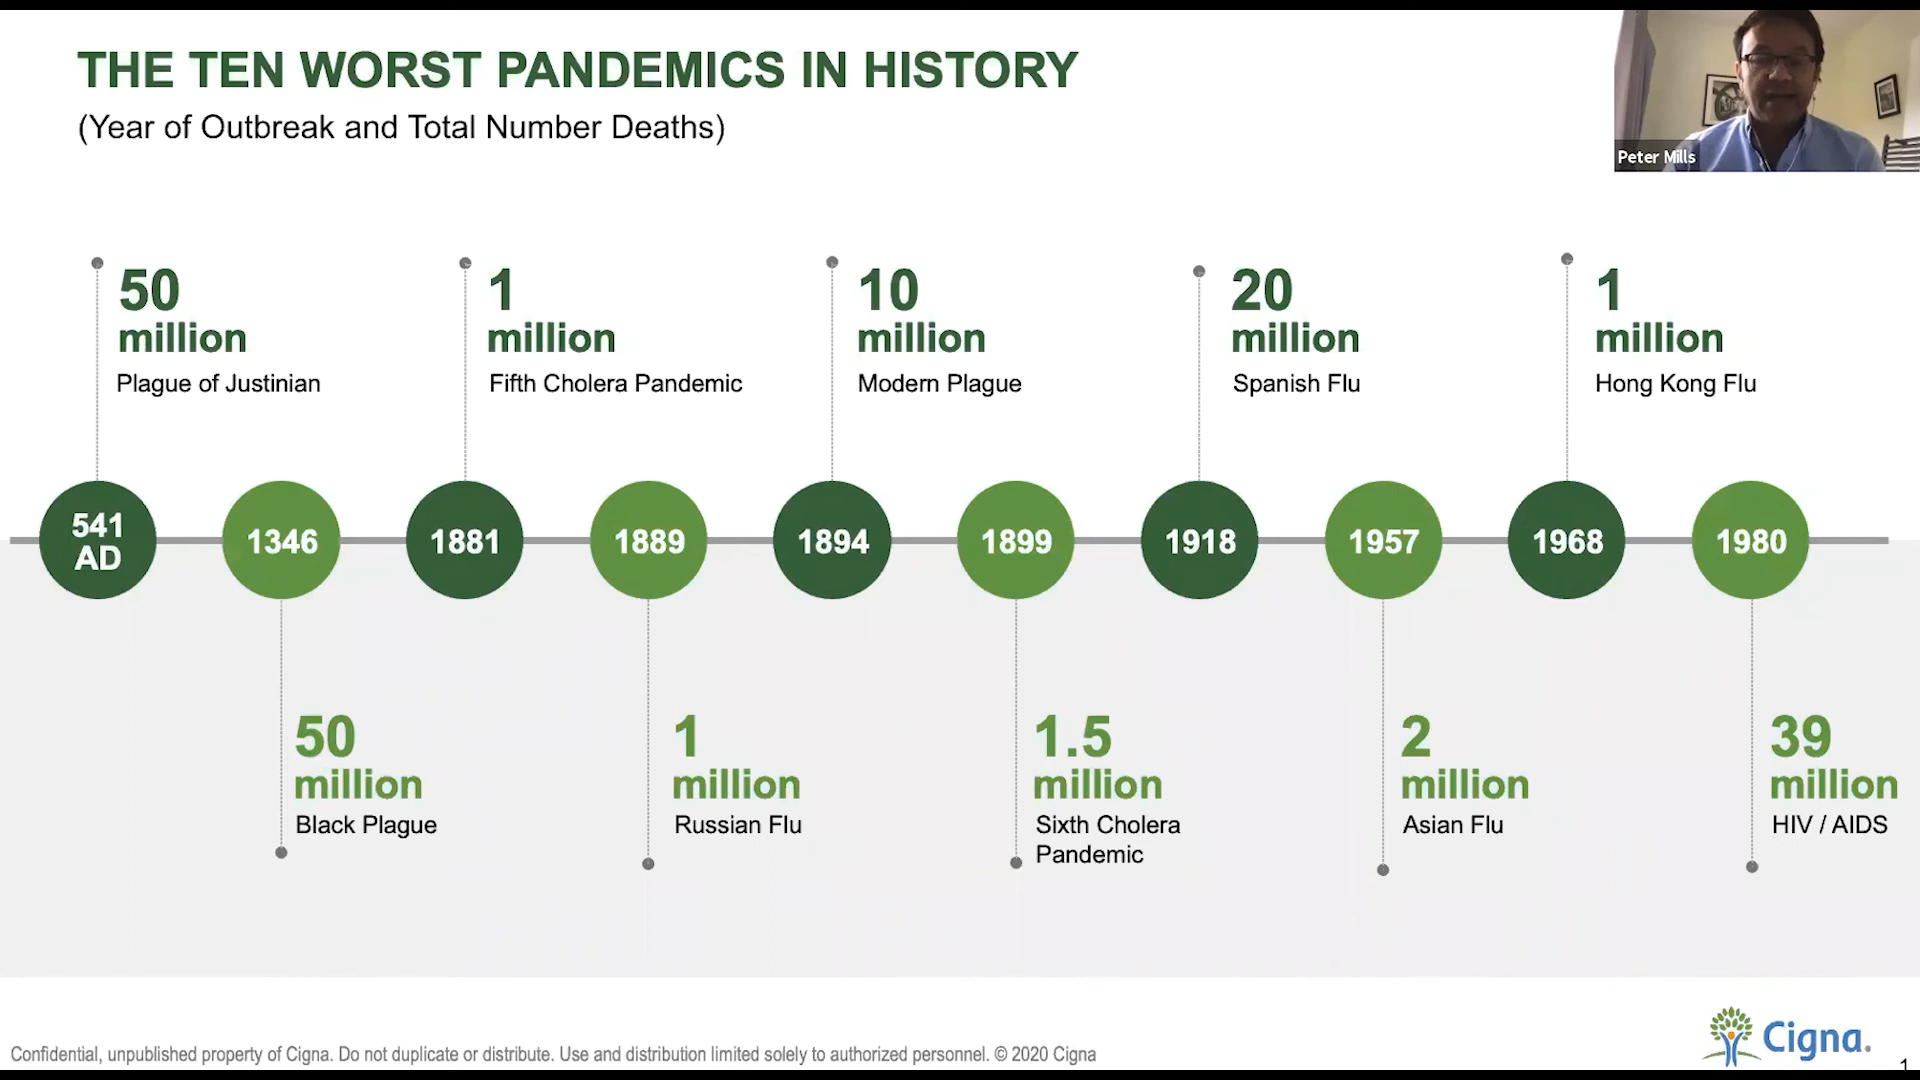 THE TEN WORST PANDEMICS IN HISTORY
(Year of Outbreak and Total Number Deaths)
Peter Mills
50
million
Plague of Justinian
1
million
Fifth Cholera Pandemic
10
million
Modern Plague
20
million
Spanish Flu
1
million
Hong Kong Flu
541
AD
1346
1881
1889
1894
1899
1918
1957
1968
1980
50
million
Black Plague
1
million
Russian Flu
1.5
million
Sixth Cholera
Pandemic
2
million
Asian Flu
39
million
HIV / AIDS
Confidential, unpublished property of Cigna. Do not duplicate or distribute. Use and distribution limited solely to authorized personnel. © 2020 Cigna
Cigna.
1